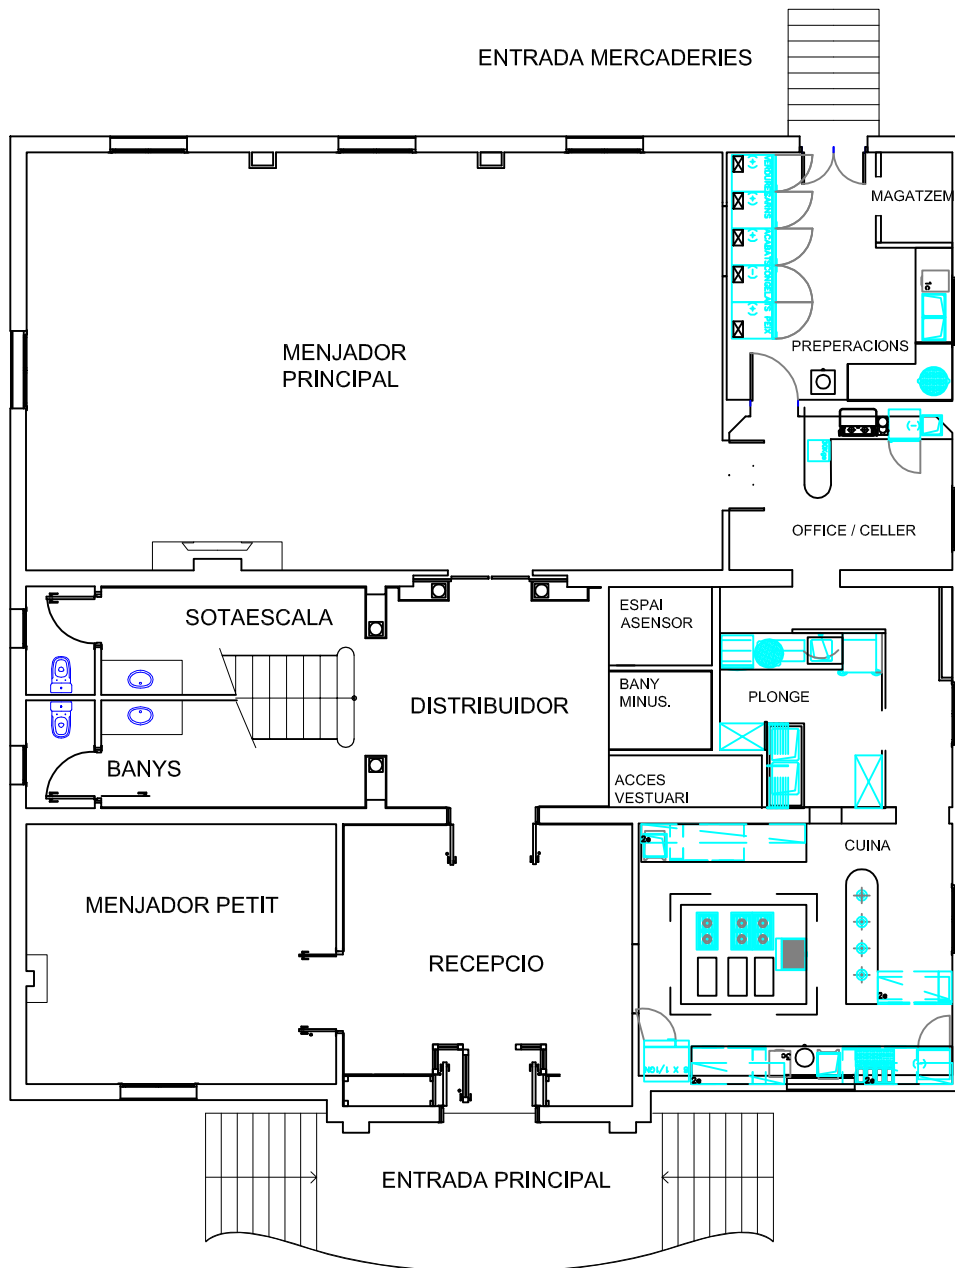 ENTRADA MERCADERIES
MAGATZEM
PREPERACIONS
MENJADOR
PRINCIPAL
OFFICE / CELLER
SOTAESCALA
ESPAI
ASENSOR
BANY
MINUS.
PLONGE
DISTRIBUIDOR
BANYS
ACCES
VESTUARI
CUINA
MENJADOR PETIT
RECEPCIO
ENTRADA PRINCIPAL